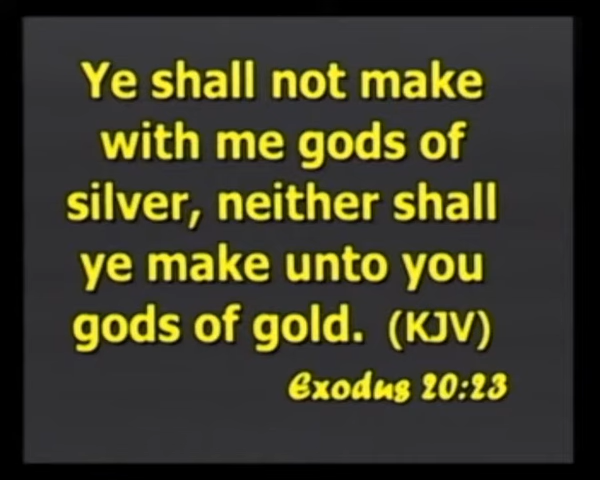 Ye shall not make
with me gods of
silver, neither shall
ye make unto you
gods of gold. (KJV)
Exodus 20:23